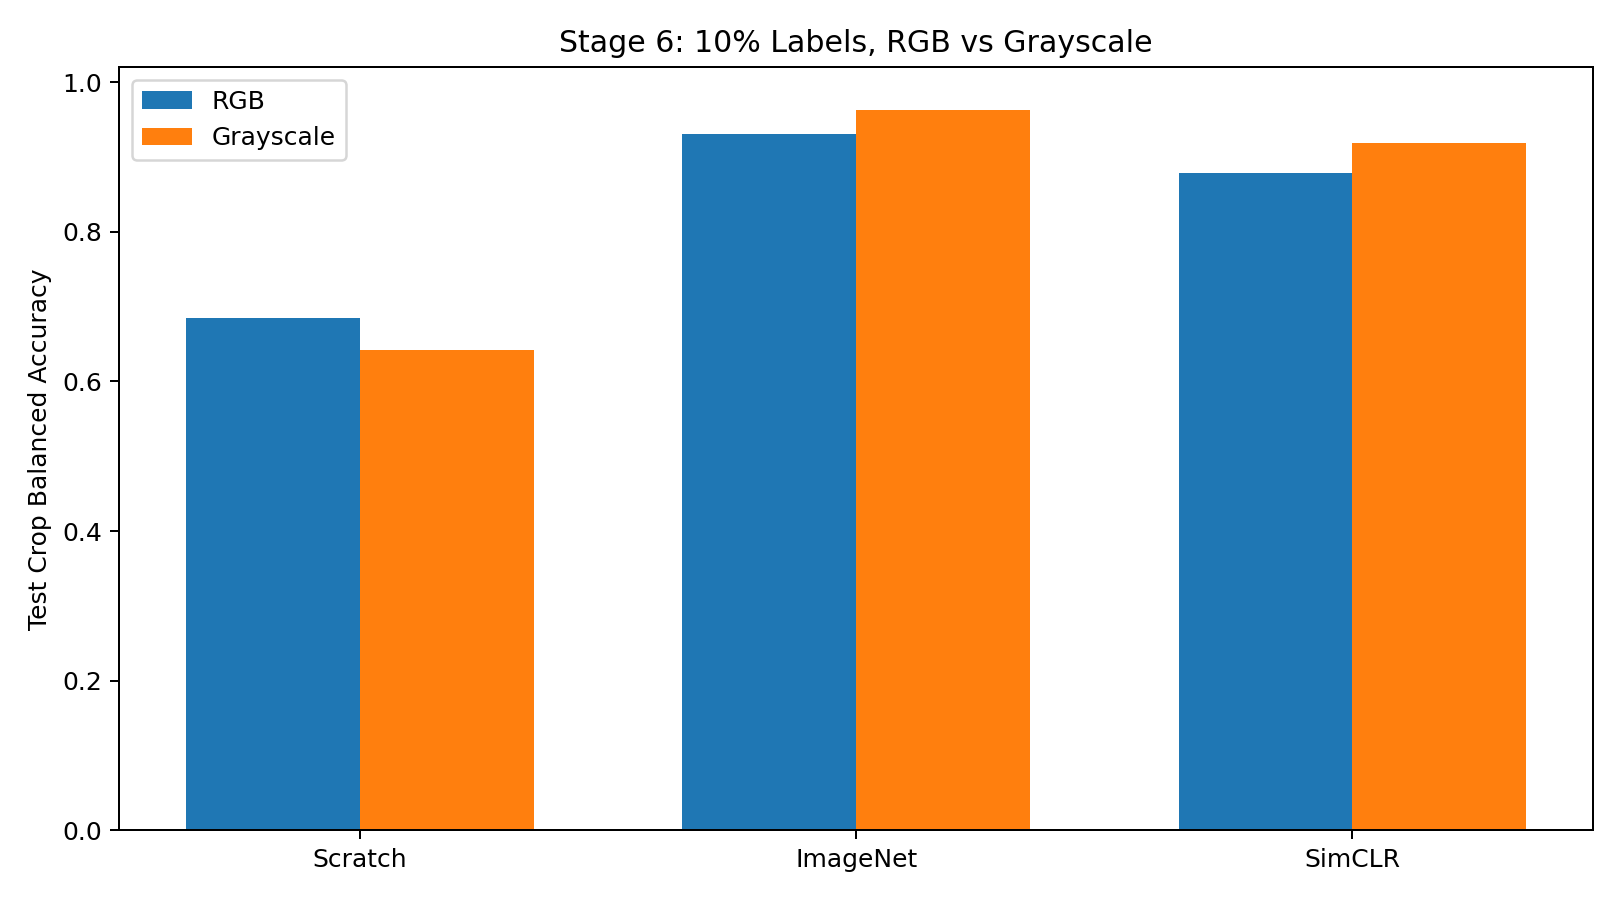 Stage 6: 10% Labels, RGB vs Grayscale
RGB
Grayscale
Test Crop Balanced Accuracy
1.0
0.8
0.6
0.4
0.2
0.0
Scratch
ImageNet
SimCLR